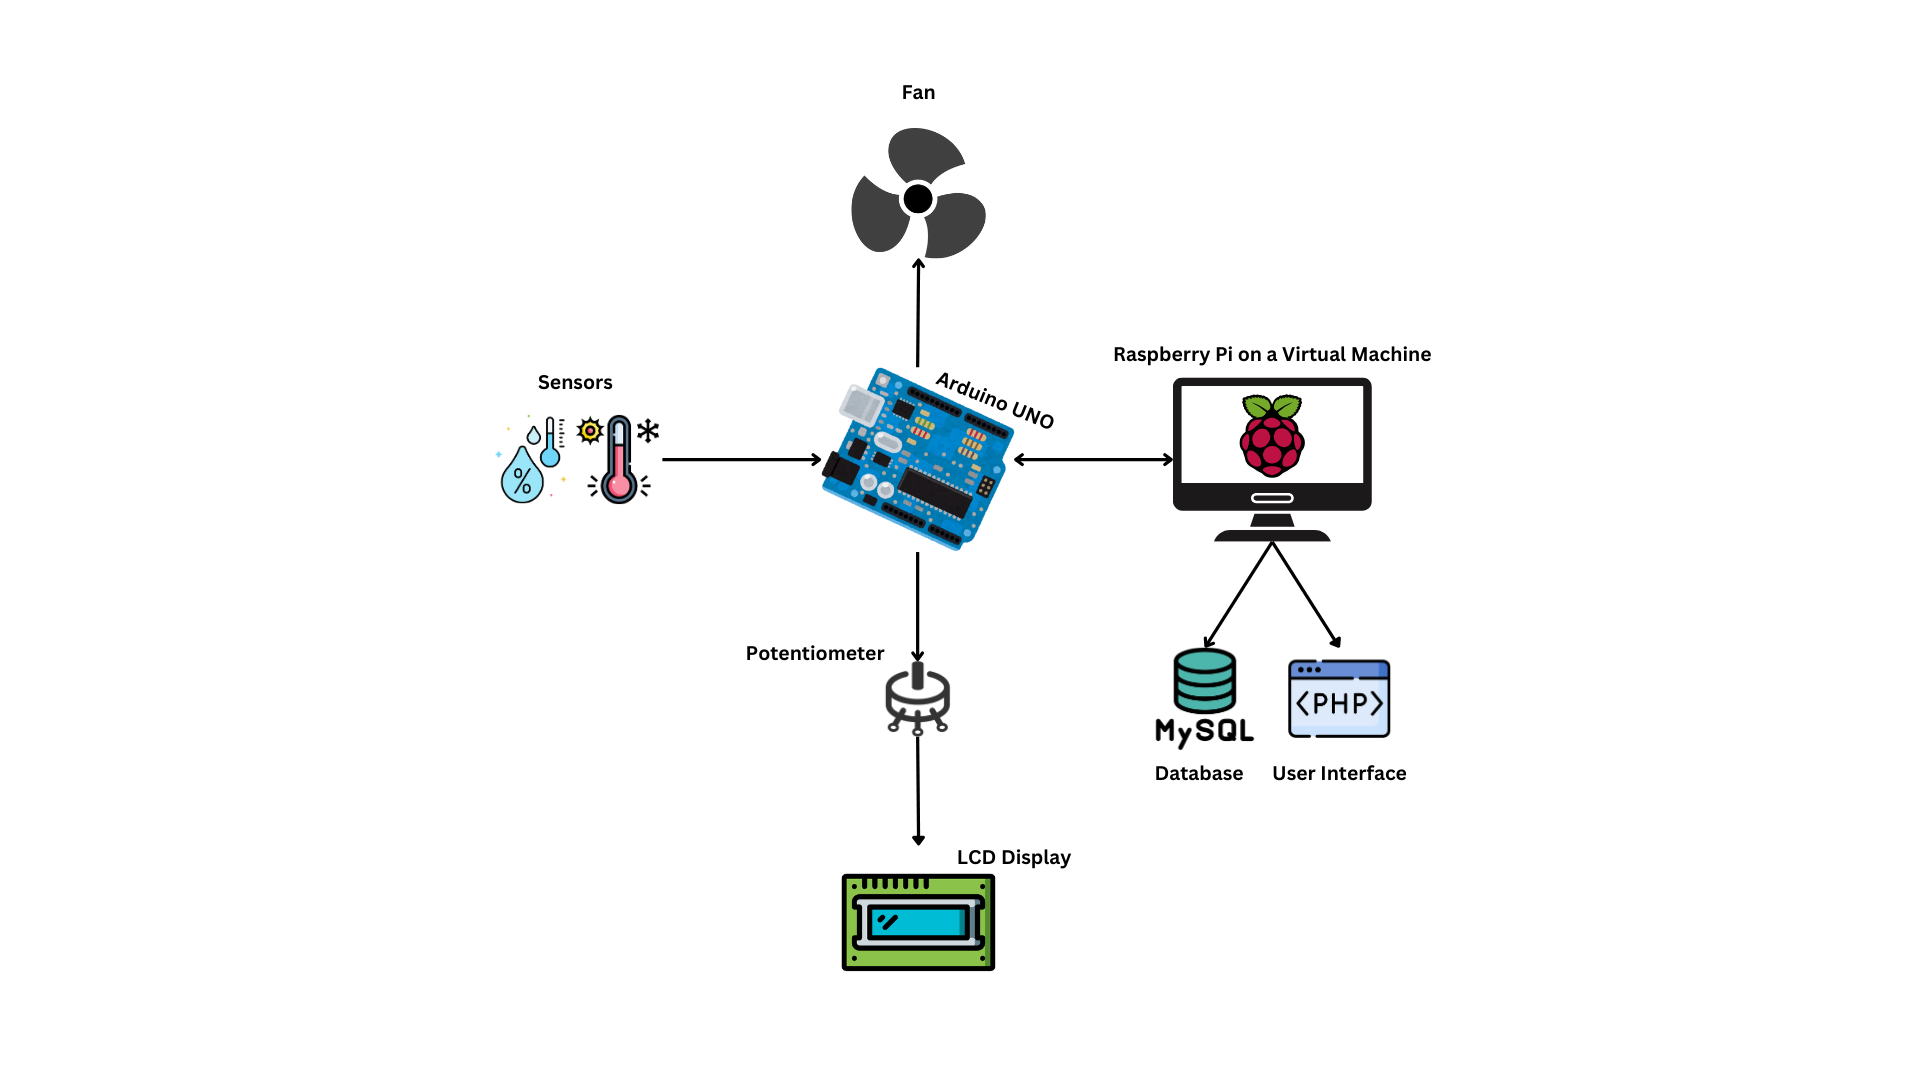 Fan
Raspberry Pi on a Virtual Machine
Sensors
Arduino UNO
%
Potentiometer
<PHP>
MySQL
Database
User Interface
LCD Display